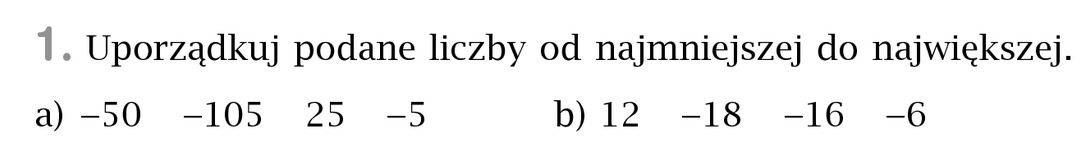 1. Uporządkuj podane liczby od najmniejszej do największej.
a) –50 –105 25 –5 b) 12 –18 –16 –6